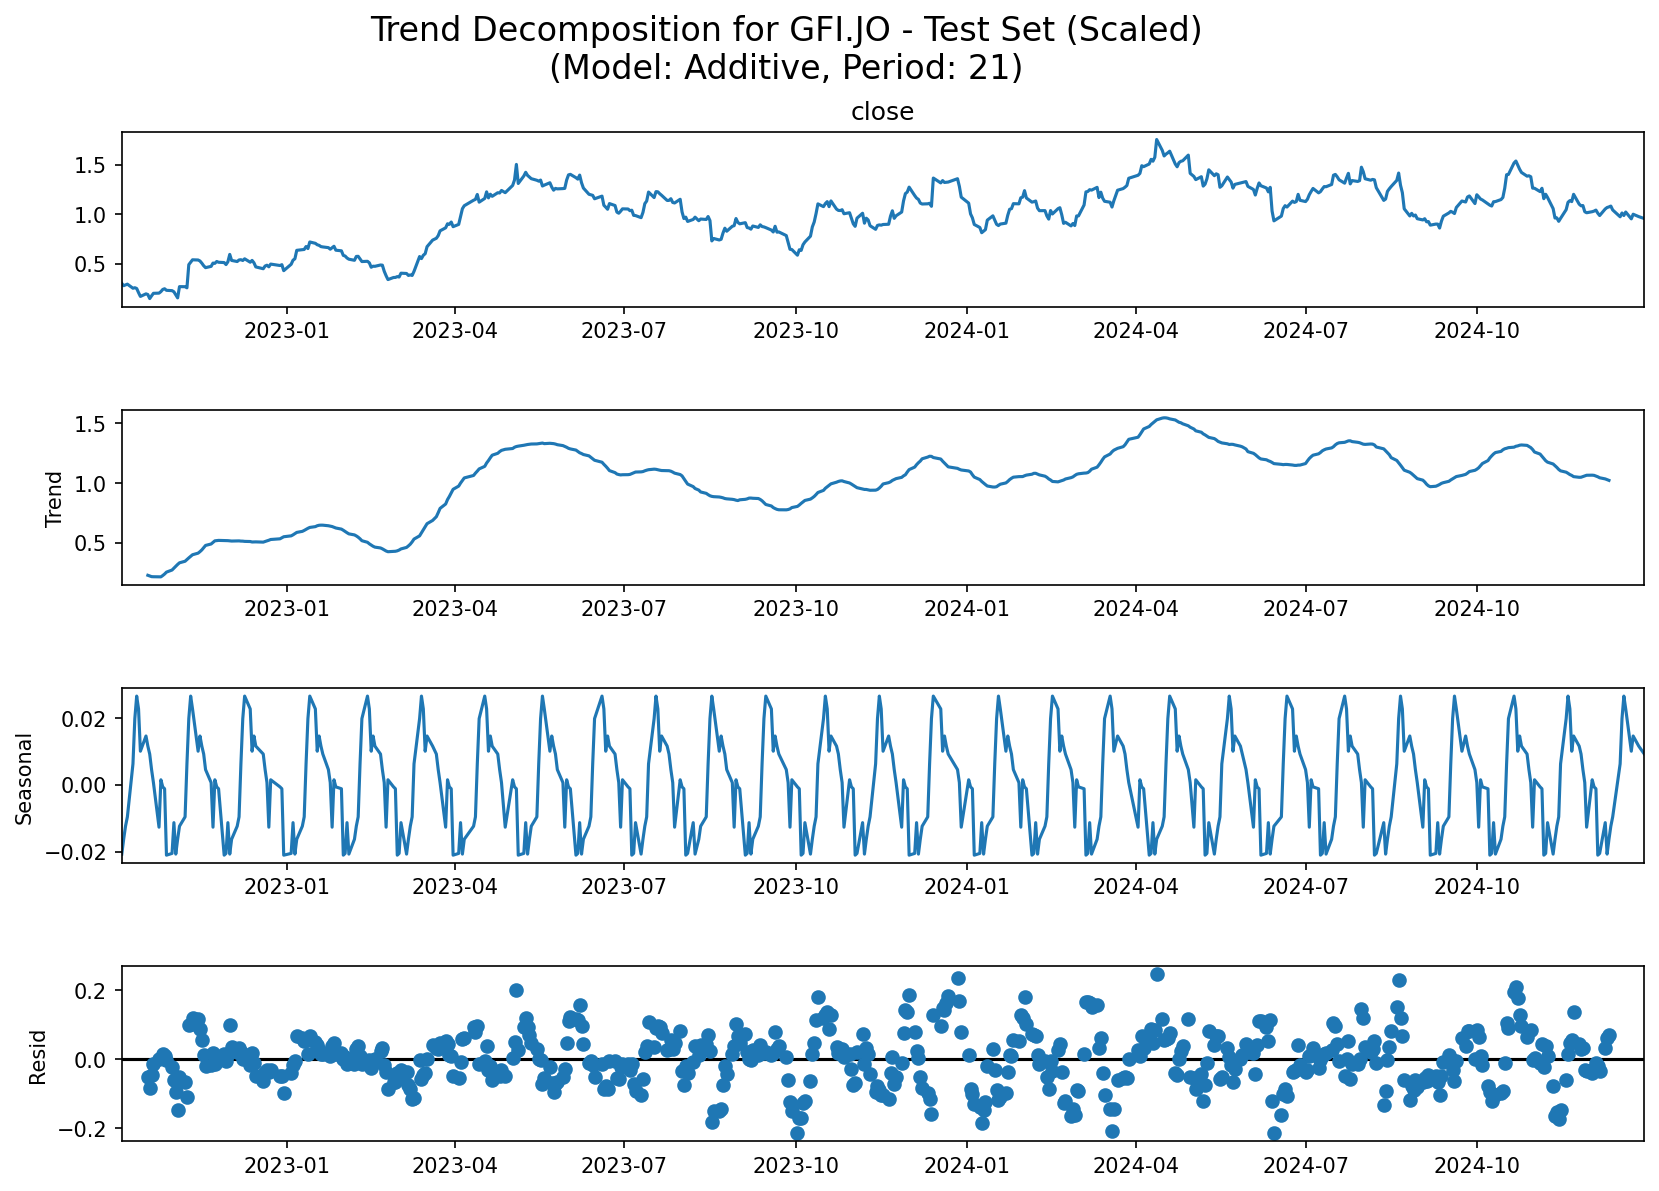 Trend Decomposition for GFI.JO - Test Set (Scaled)
(Model: Additive, Period: 21)
close
1.5
1.0
0.5
2023-01 2023-04 2023-07 2023-10 2024-01 2024-04 2024-07 2024-10
Trend
1.5
1.0
0.5
2023-01 2023-04 2023-07 2023-10 2024-01 2024-04 2024-07 2024-10
Seasonal
0.02
0.00
−0.02
2023-01 2023-04 2023-07 2023-10 2024-01 2024-04 2024-07 2024-10
Resid
0.2
0.0
−0.2
2023-01 2023-04 2023-07 2023-10 2024-01 2024-04 2024-07 2024-10